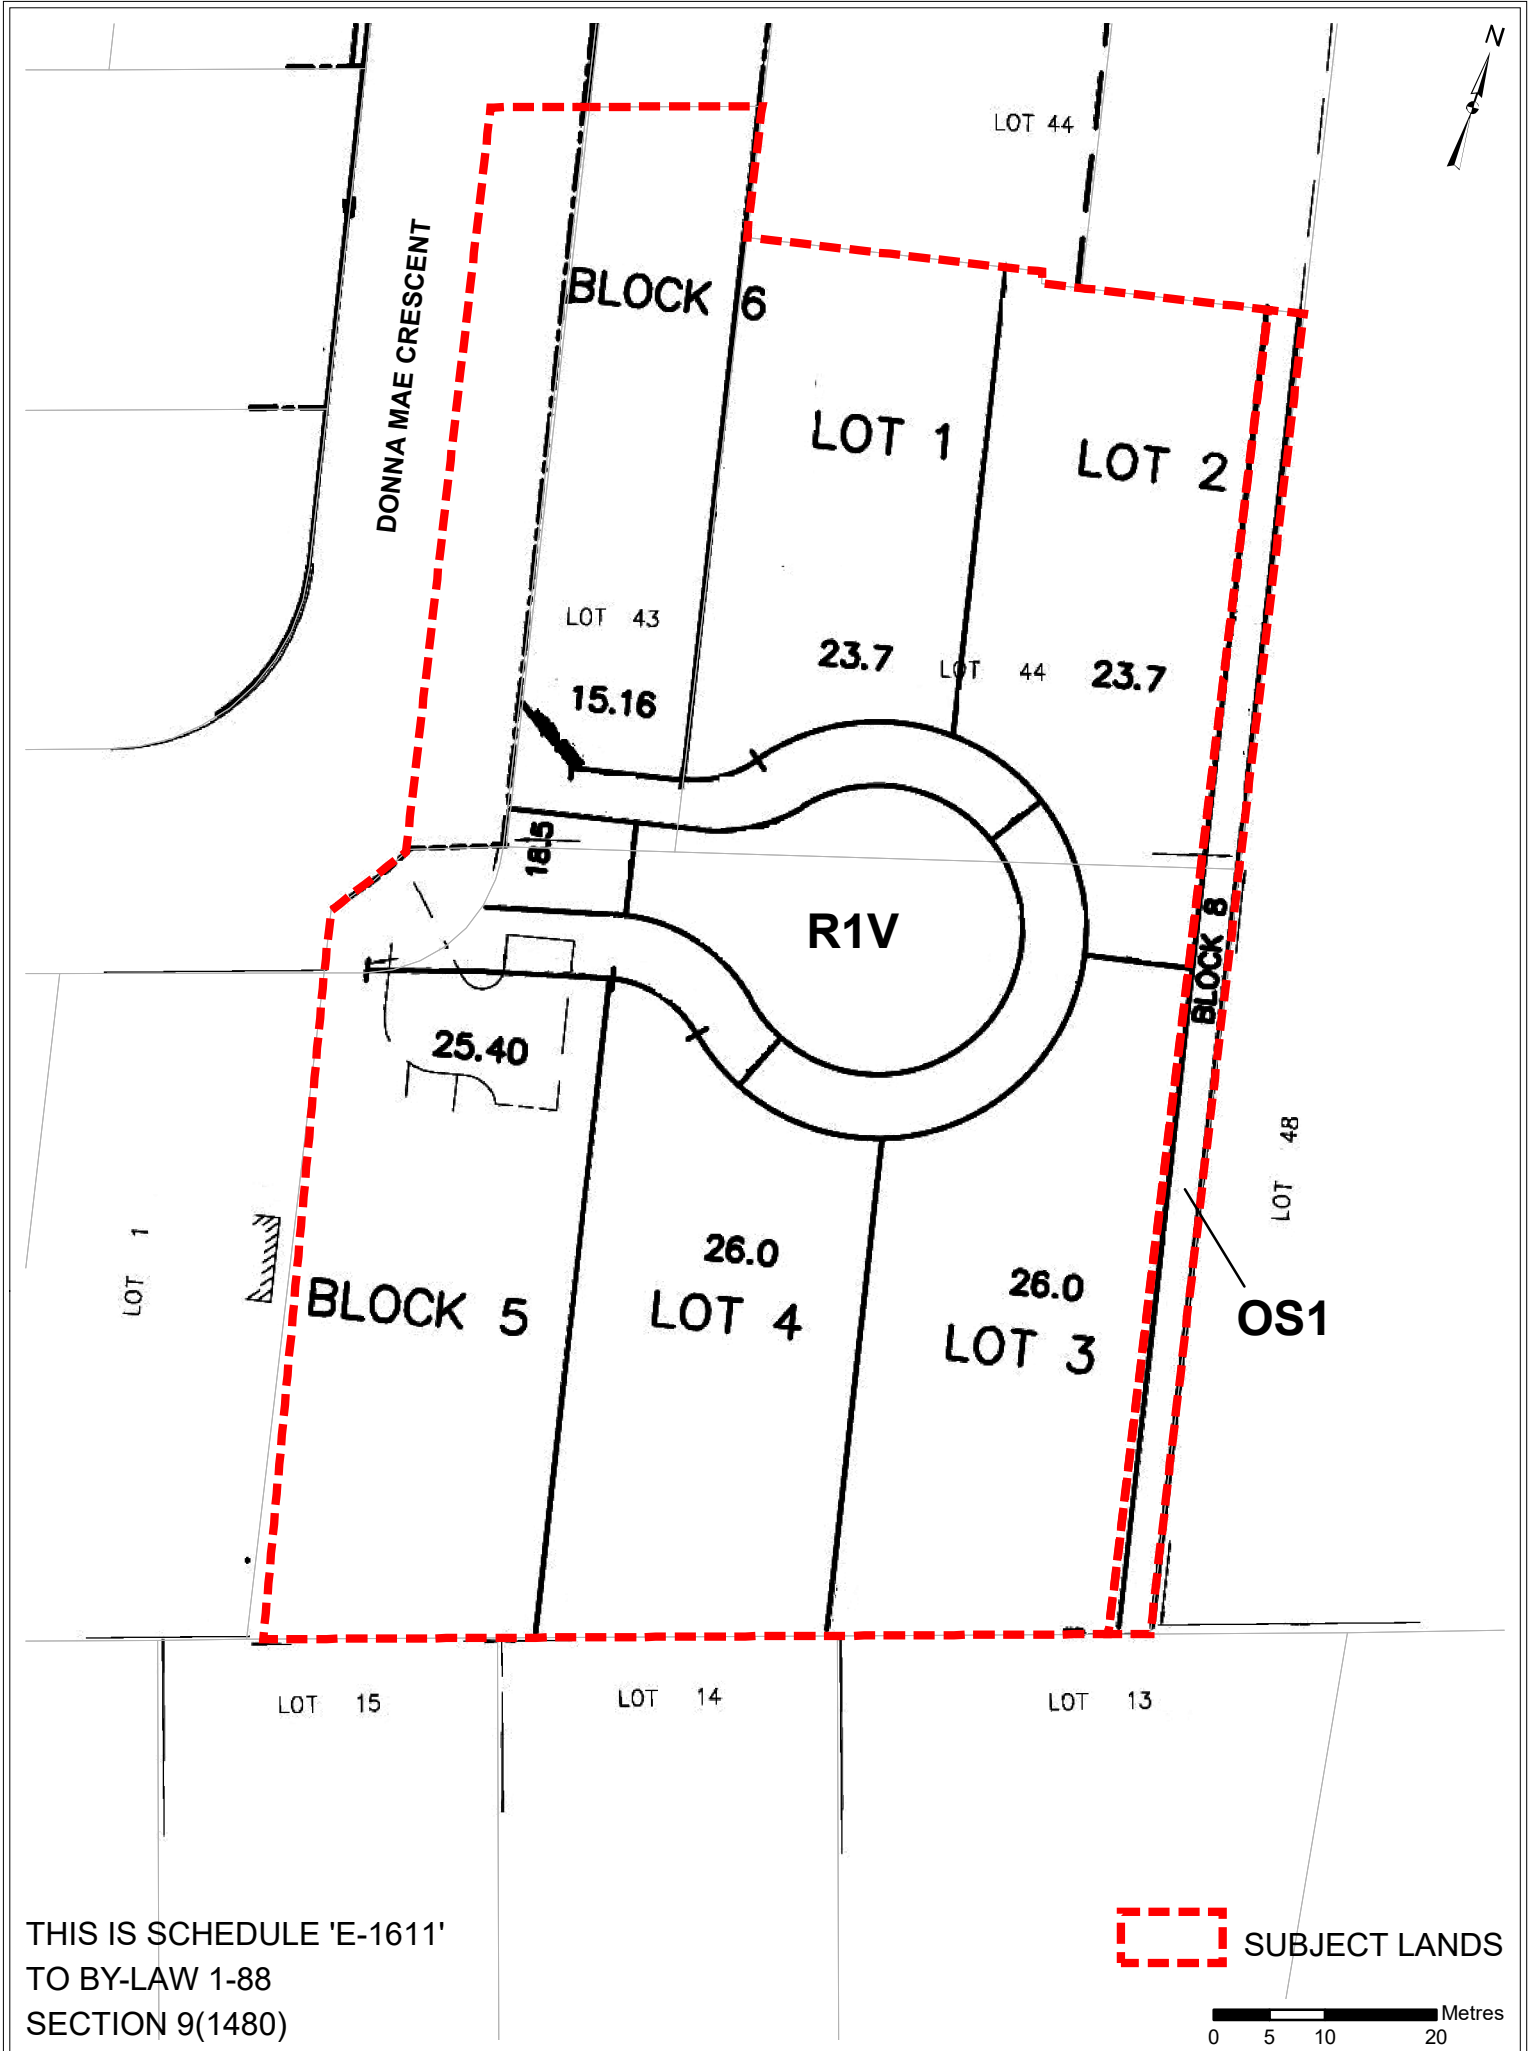 N
LOT 44
DONNA MAE CRESCENT
BLOCK 6
LOT 1
LOT 2
LOT 43
23.7
LOT 44
23.7
15.16
18.5
R1V
BLOCK 8
25.40
LOT 48
LOT 1
26.0
26.0
BLOCK 5
LOT 4
LOT 3
OS1
LOT 15
LOT 14
LOT 13
THIS IS SCHEDULE 'E-1611'
TO BY-LAW 1-88
SECTION 9(1480)
SUBJECT LANDS
Metres
0 5 10 20